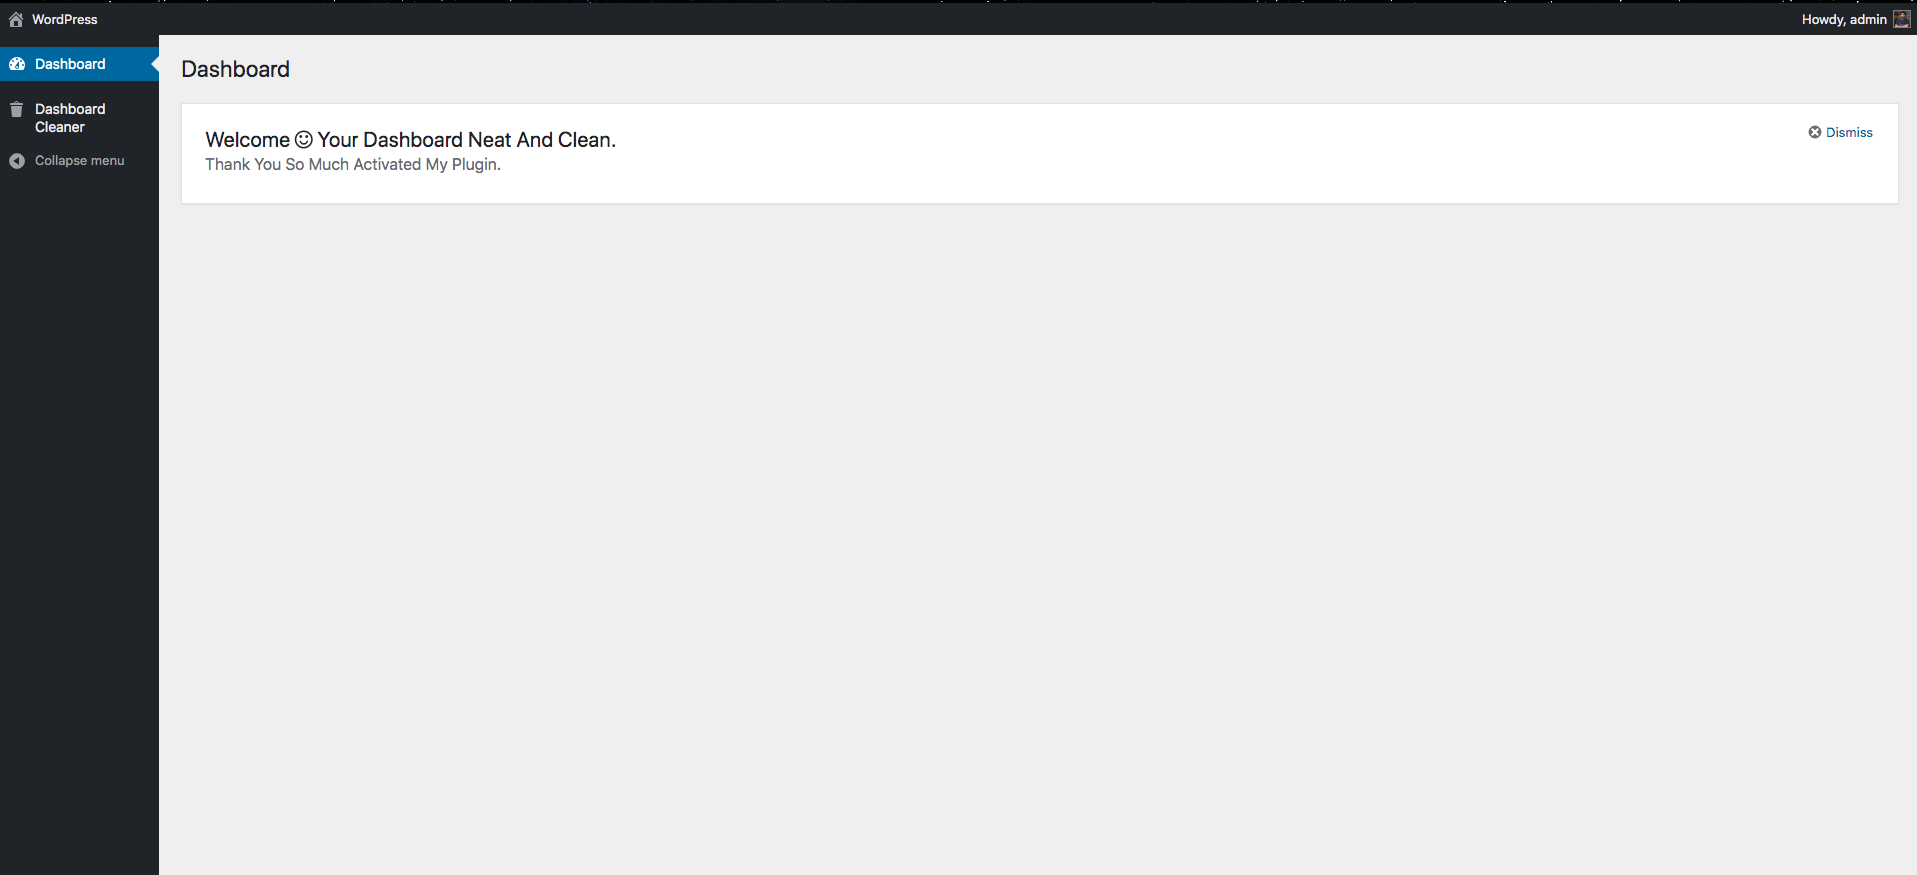 WordPress
Howdy, admin
Dashboard
Dashboard
Cleaner
Collapse menu
Dashboard
Welcome ☺ Your Dashboard Neat And Clean.
Thank You So Much Activated My Plugin.
Dismiss